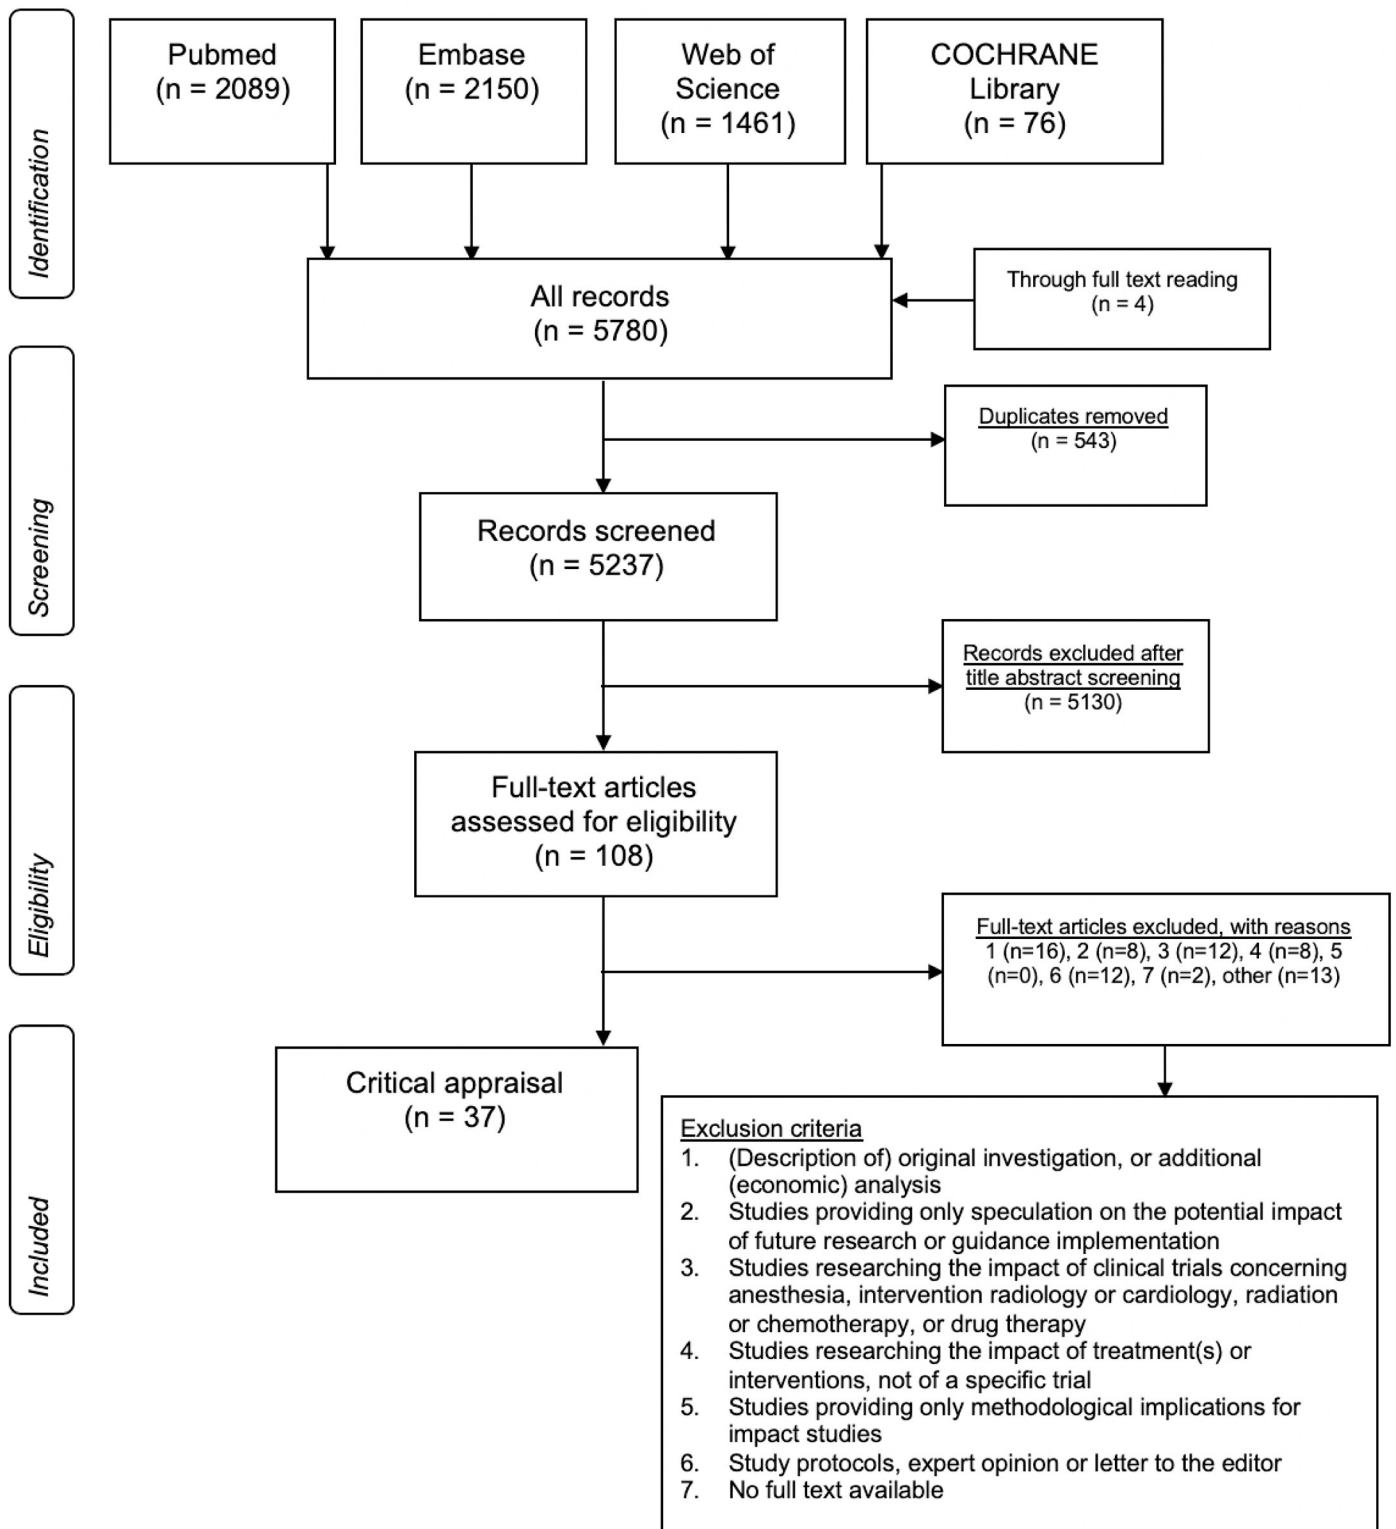 Identification
Pubmed
(n = 2089)
Embase
(n = 2150)
Web of
Science
(n = 1461)
COCHRANE
Library
(n = 76)
All records
(n = 5780)
Through full text reading
(n = 4)
Screening
Duplicates removed
(n = 543)
Records screened
(n = 5237)
Records excluded after
title abstract screening
(n = 5130)
Eligibility
Full-text articles
assessed for eligibility
(n = 108)
Full-text articles excluded, with reasons
1 (n=16), 2 (n=8), 3 (n=12), 4 (n=8), 5
(n=0), 6 (n=12), 7 (n=2), other (n=13)
Included
Critical appraisal
(n = 37)
Exclusion criteria
1. (Description of) original investigation, or additional
(economic) analysis
2. Studies providing only speculation on the potential impact
of future research or guidance implementation
3. Studies researching the impact of clinical trials concerning
anesthesia, intervention radiology or cardiology, radiation
or chemotherapy, or drug therapy
4. Studies researching the impact of treatment(s) or
interventions, not of a specific trial
5. Studies providing only methodological implications for
impact studies
6. Study protocols, expert opinion or letter to the editor
7. No full text available